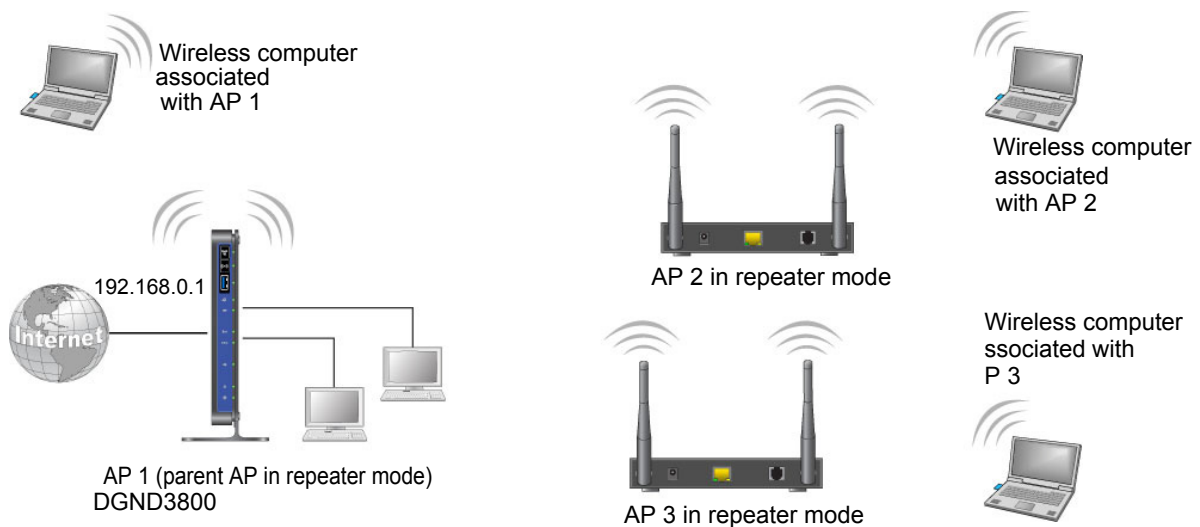 Wireless computer
associated
with AP 1
Wireless computer
associated
with AP 2
AP 2 in repeater mode
192.168.0.1
Internet
Wireless computer
ssociated with
P 3
AP 1 (parent AP in repeater mode)
DGND3800
AP 3 in repeater mode